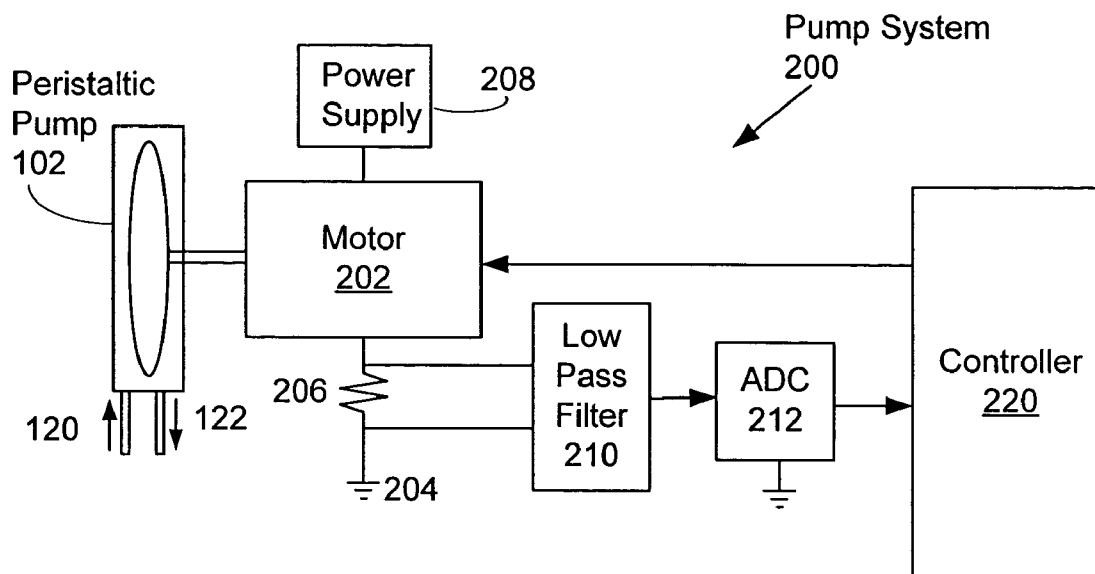 Pump System
200
Power
Supply
208
Peristaltic
Pump
102
Motor
202
Low
Pass
Filter
210
ADC
212
Controller
220
206
120
122
204